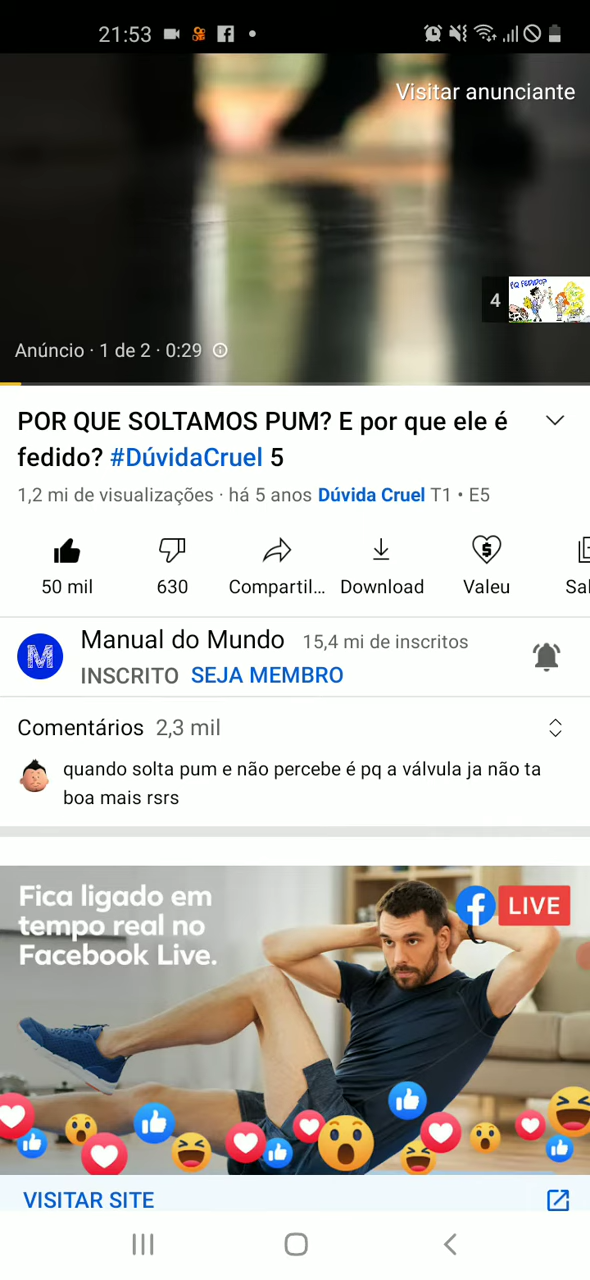 21:53
Visitar anunciante
4
PQ FEDIDO?
Anúncio · 1 de 2 · 0:29
POR QUE SOLTAMOS PUM? E por que ele é
fedido? #DúvidaCruel 5
1,2 mi de visualizações · há 5 anos Dúvida Cruel T1 • E5
50 mil 630 Compartil... Download Valeu Sal
Manual do Mundo 15,4 mi de inscritos
INSCRITO SEJA MEMBRO
Comentários 2,3 mil
quando solta pum e não percebe é pq a válvula ja não ta
boa mais rsrs
Fica ligado em
tempo real no
Facebook Live.
LIVE
VISITAR SITE